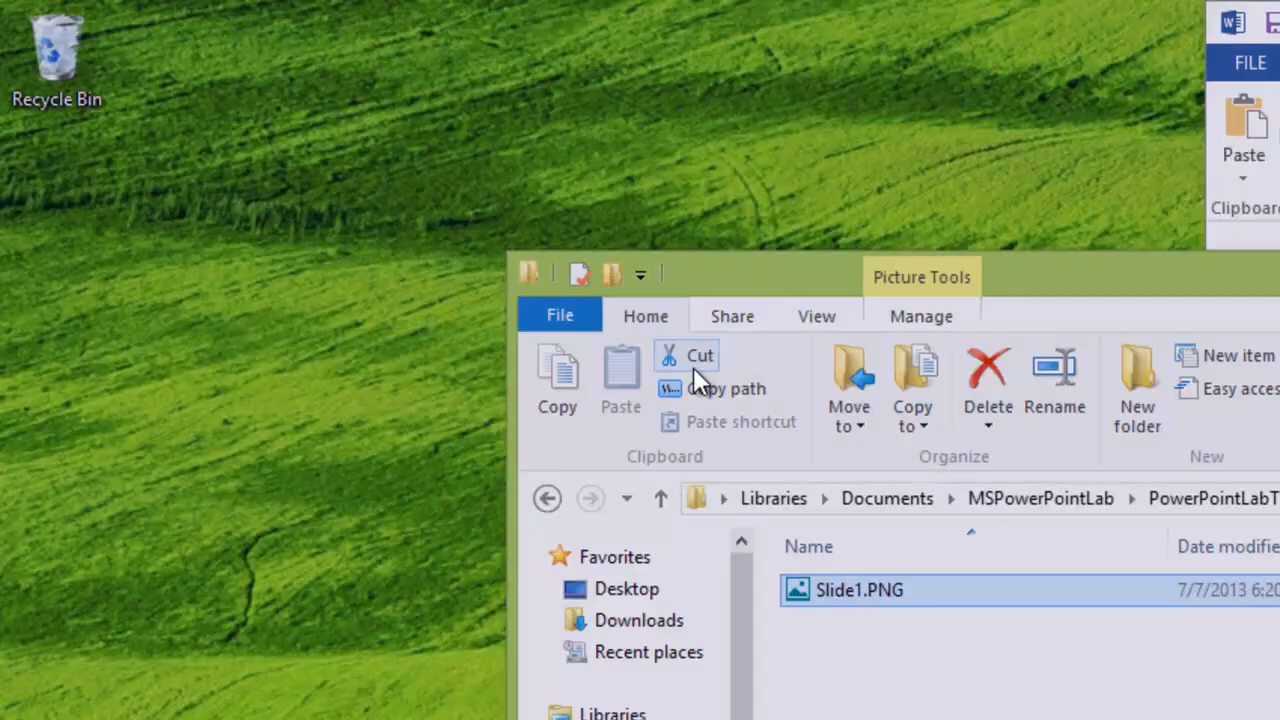 Recycle Bin
FILE
Paste
Clipboar
Picture Tools
File Home Share View Manage
Copy
Paste
Cut
Copy path
Paste shortcut
Clipboard
Move to
Copy to
Delete
Rename
Organize
New folder
New item
Easy acces
New
Libraries Documents MSPowerPointLab PowerPointLabT
Name Date modifie
Slide1.PNG 7/7/2013 6:20
Favorites
Desktop
Downloads
Recent places
Libraries